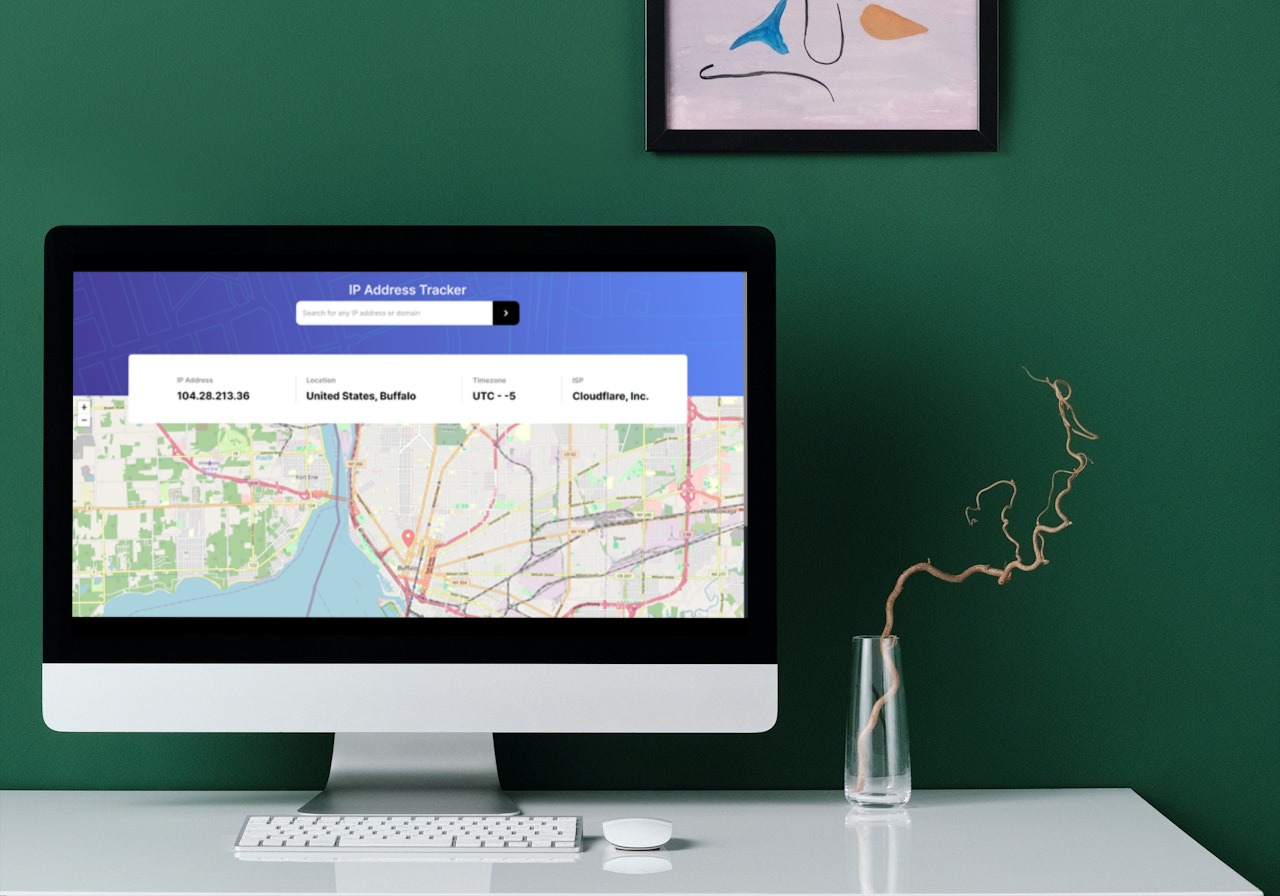 IP Address Tracker
Search for any IP address or domain
IP Address
104.28.213.36
Location
United States, Buffalo
Timezone
UTC - -5
ISP
Cloudflare, Inc.
+
−
Fort Erie
Buffalo